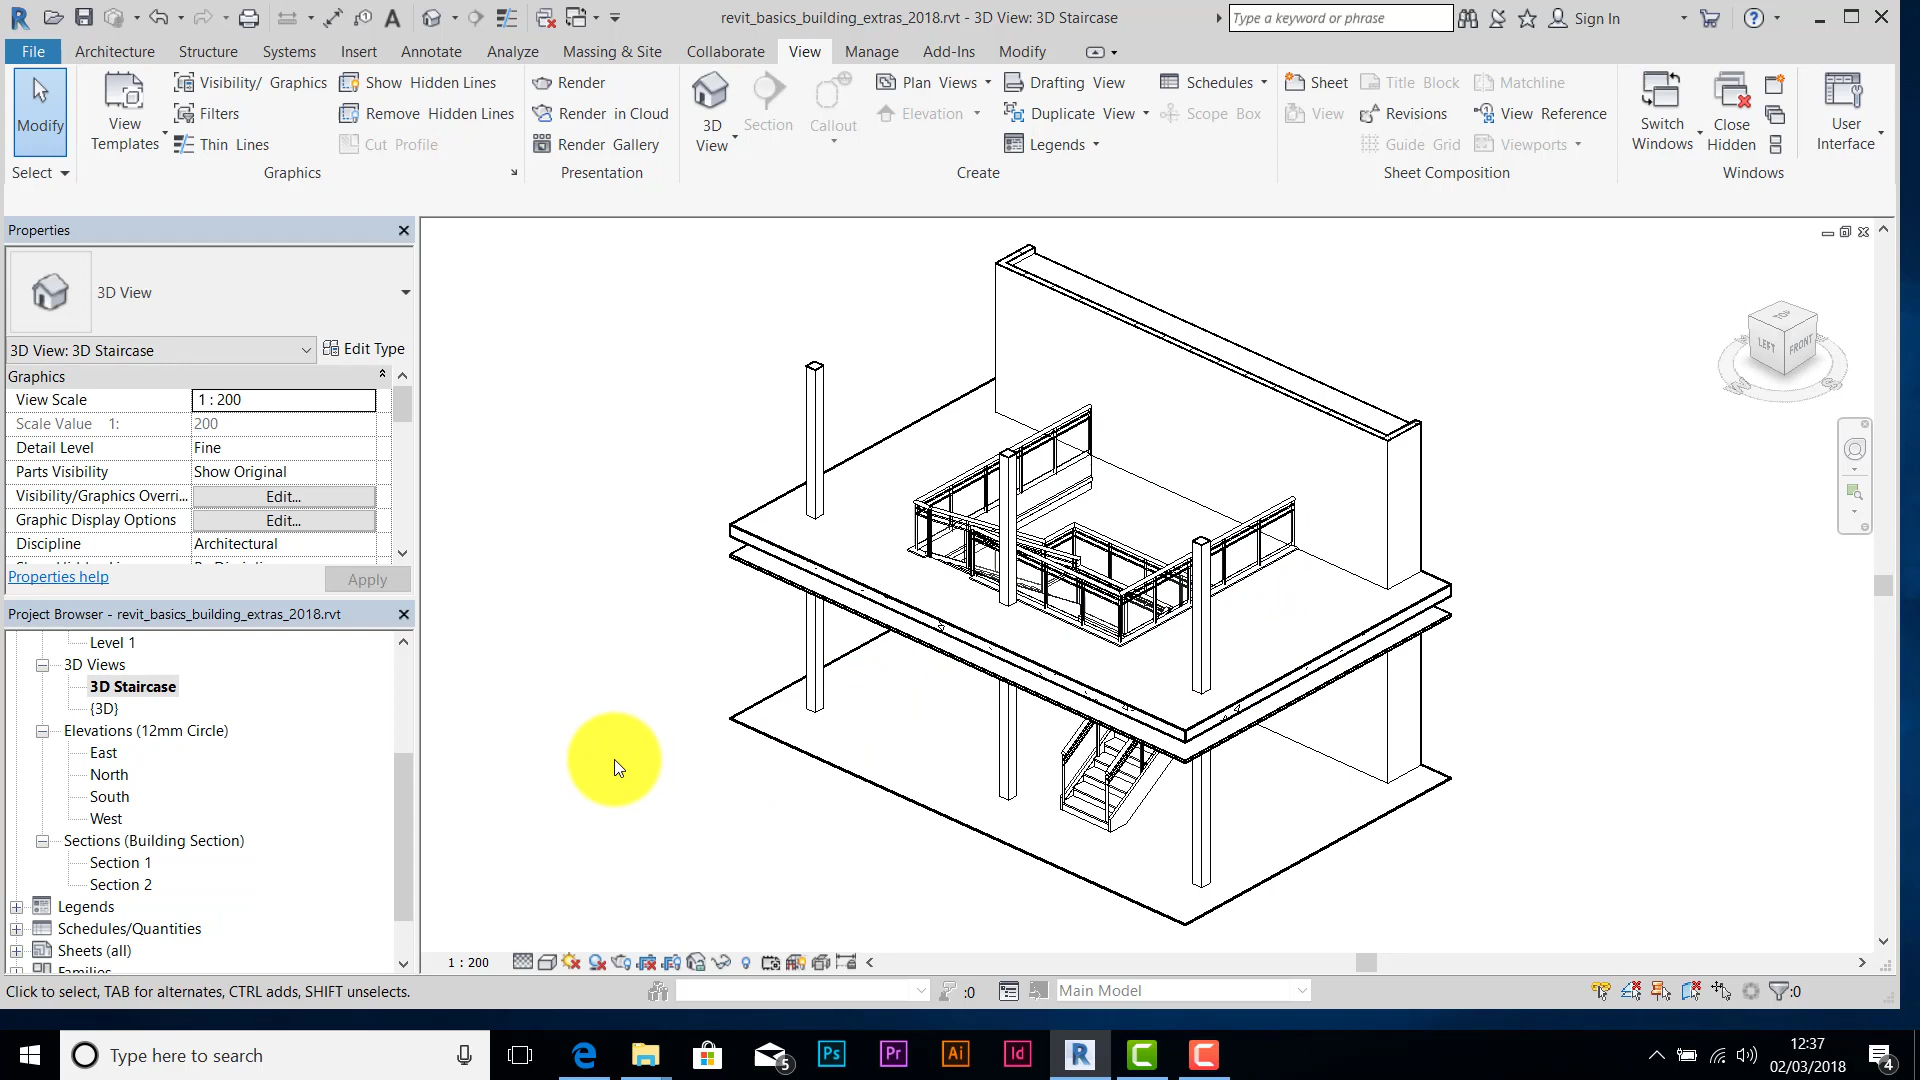 revit_basics_building_extras_2018.rvt - 3D View: 3D Staircase
Type a keyword or phrase
Sign In
File Architecture Structure Systems Insert Annotate Analyze Massing & Site Collaborate View Manage Add-Ins Modify
Modify
Select
View Templates
Visibility/ Graphics
Filters
Thin Lines
Show Hidden Lines
Remove Hidden Lines
Cut Profile
Graphics
Render
Render in Cloud
Render Gallery
Presentation
3D View
Section
Callout
Plan Views
Elevation
Drafting View
Duplicate View
Legends
Schedules
Scope Box
Create
Sheet
View
Title Block
Revisions
Guide Grid
Matchline
View Reference
Viewports
Sheet Composition
Switch Windows
Close Hidden
Windows
User Interface
Properties
3D View
3D View: 3D Staircase
Edit Type
Graphics
View Scale 1 : 200
Scale Value 1: 200
Detail Level Fine
Parts Visibility Show Original
Visibility/Graphics Overri... Edit...
Graphic Display Options Edit...
Discipline Architectural
Properties help
Apply
Project Browser - revit_basics_building_extras_2018.rvt
Level 1
3D Views
3D Staircase
{3D}
Elevations (12mm Circle)
East
North
South
West
Sections (Building Section)
Section 1
Section 2
Legends
Schedules/Quantities
Sheets (all)
TOP
LEFT
FRONT
W
S
1 : 200
Click to select, TAB for alternates, CTRL adds, SHIFT unselects.
:0
Main Model
:0
Type here to search
5
Ps
Pr
Ai
Id
R
C
C
12:37
02/03/2018
4